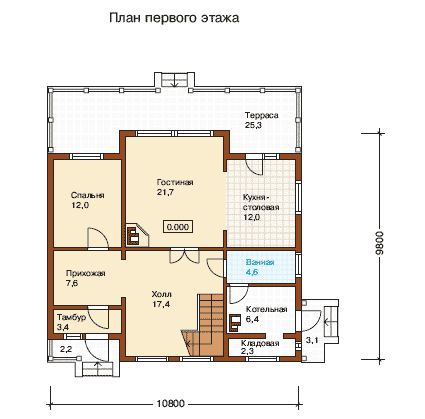 План первого этажа
Терраса
25,3
Гостиная
21,7
Спальня
12,0
Кухня-
столовая
12,0
0.000
Ванная
4,6
Прихожая
7,6
Холл
17,4
Котельная
6,4
Тамбур
3,4
Кладовая
2,3
2,2
3,1
9800
10800